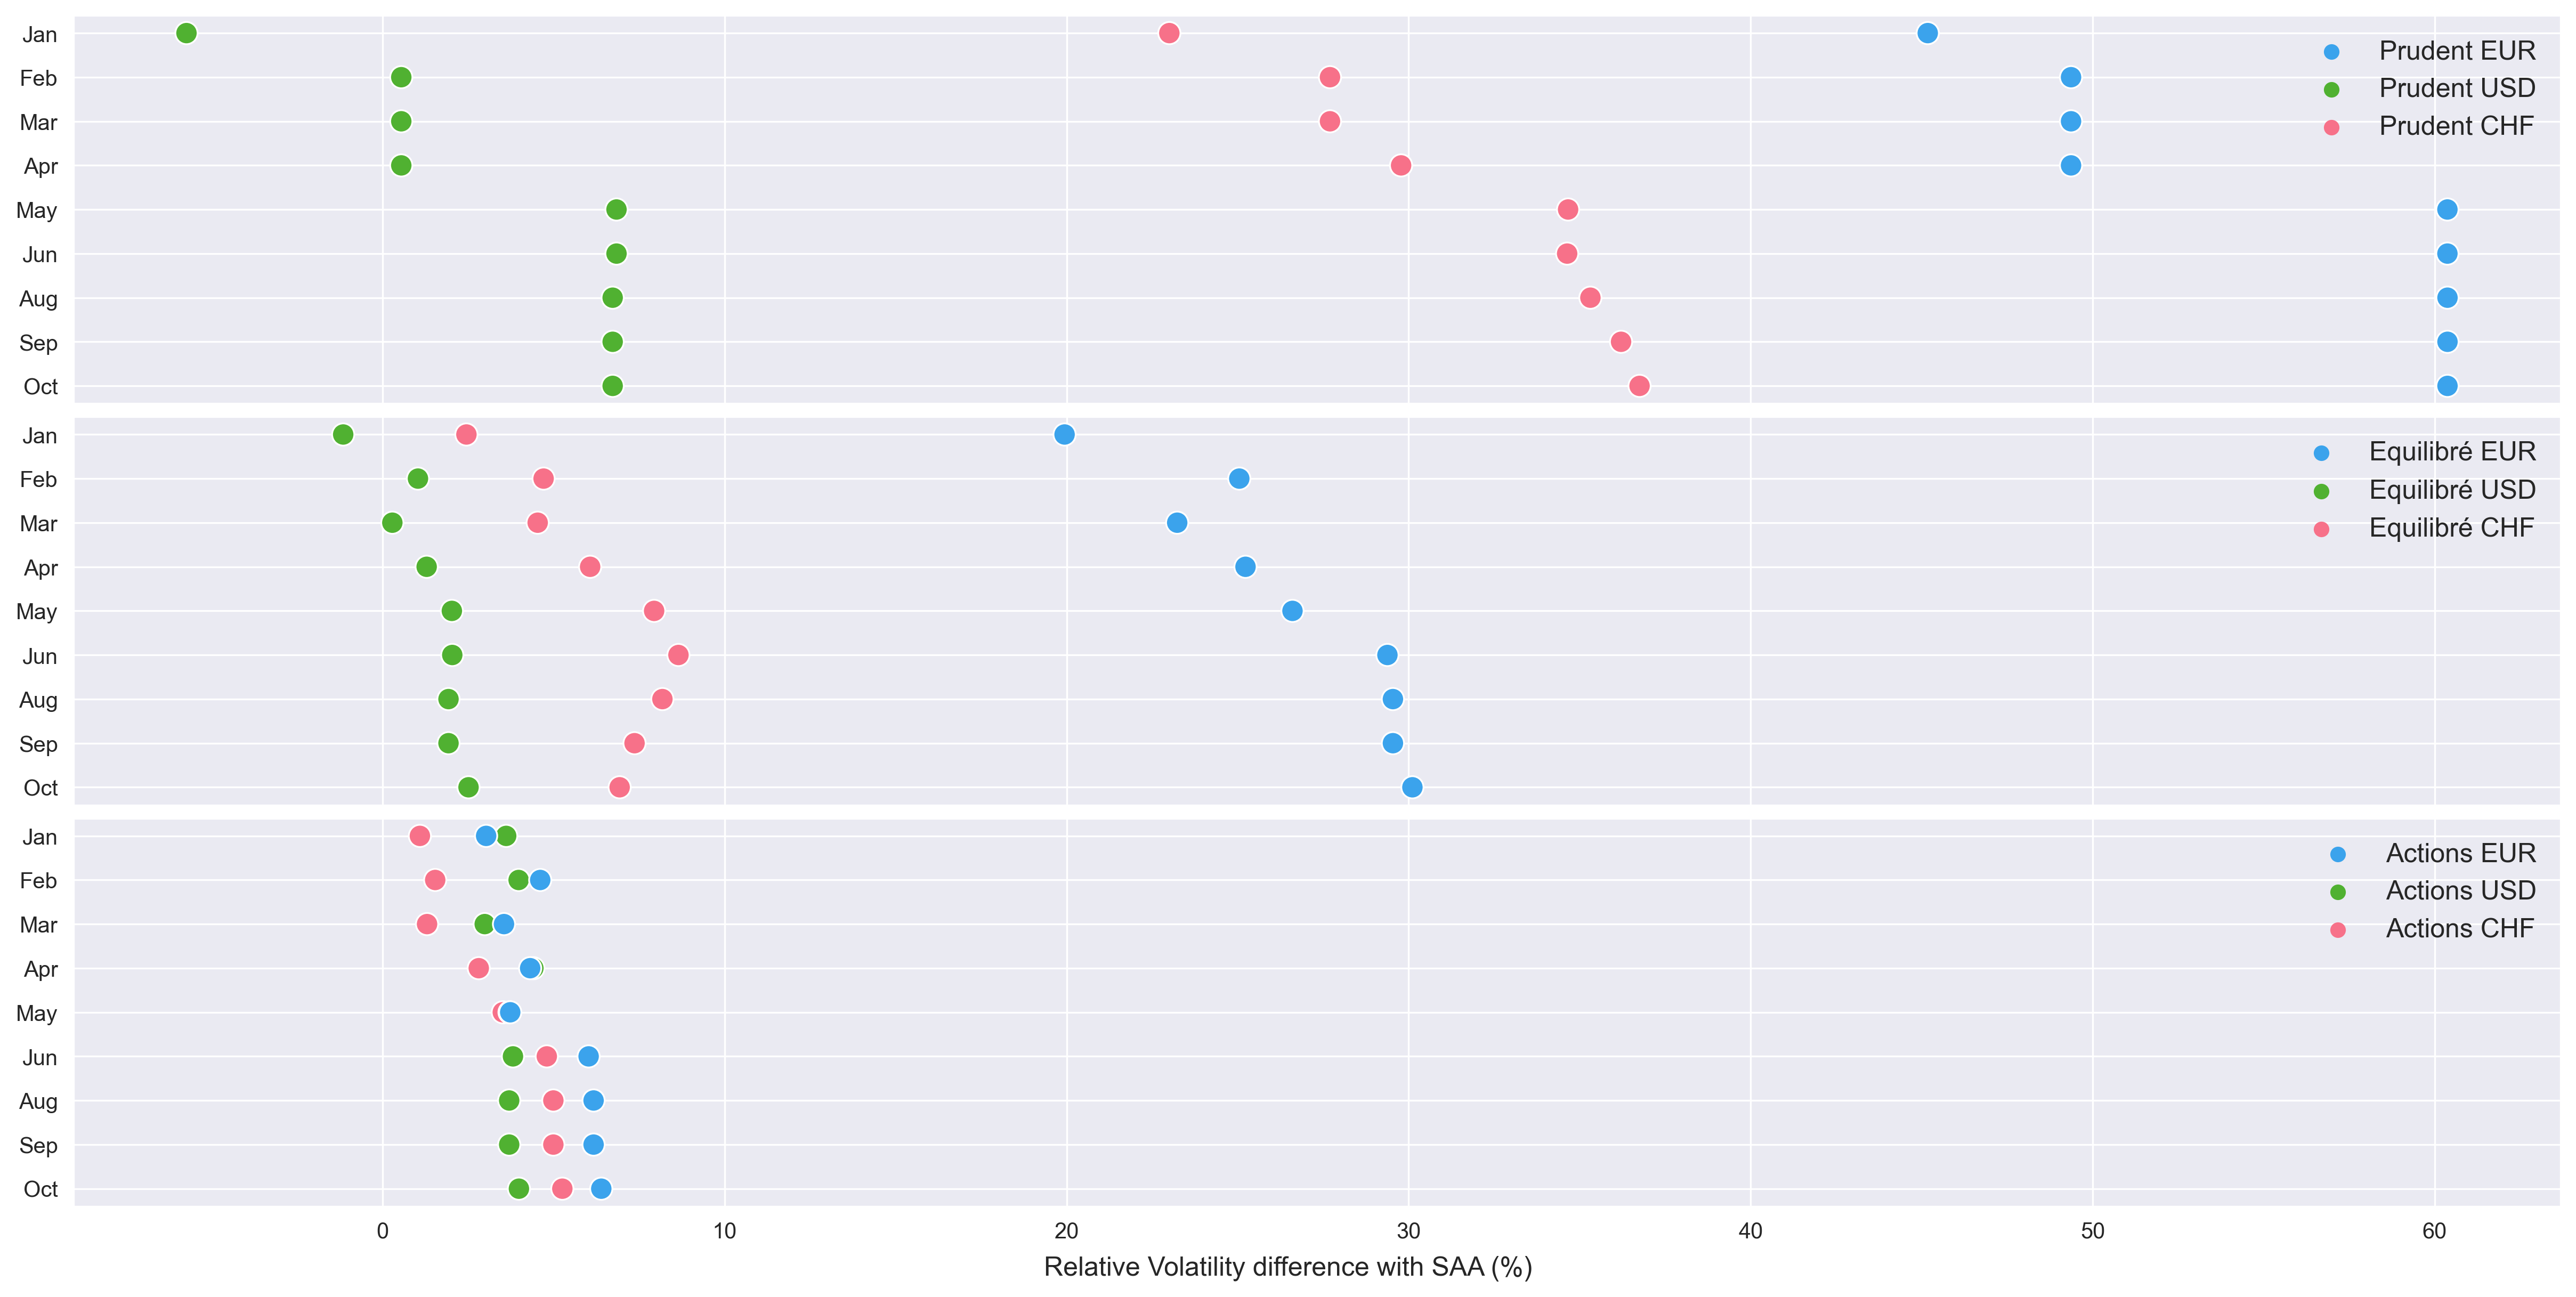 Jan
Feb
Mar
Apr
May
Jun
Aug
Sep
Oct
Prudent EUR
Prudent USD
Prudent CHF
Jan
Feb
Mar
Apr
May
Jun
Aug
Sep
Oct
Equilibré EUR
Equilibré USD
Equilibré CHF
Jan
Feb
Mar
Apr
May
Jun
Aug
Sep
Oct
Actions EUR
Actions USD
Actions CHF
0 10 20 30 40 50 60
Relative Volatility difference with SAA (%)